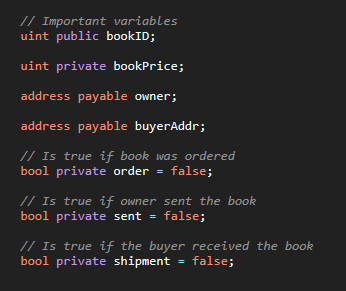 // Important variables
uint public bookID;
uint private bookPrice;
address payable owner;
address payable buyerAddr;
// Is true if book was ordered
bool private order = false;
// Is true if owner sent the book
bool private sent = false;
// Is true if the buyer received the book
bool private shipment = false;